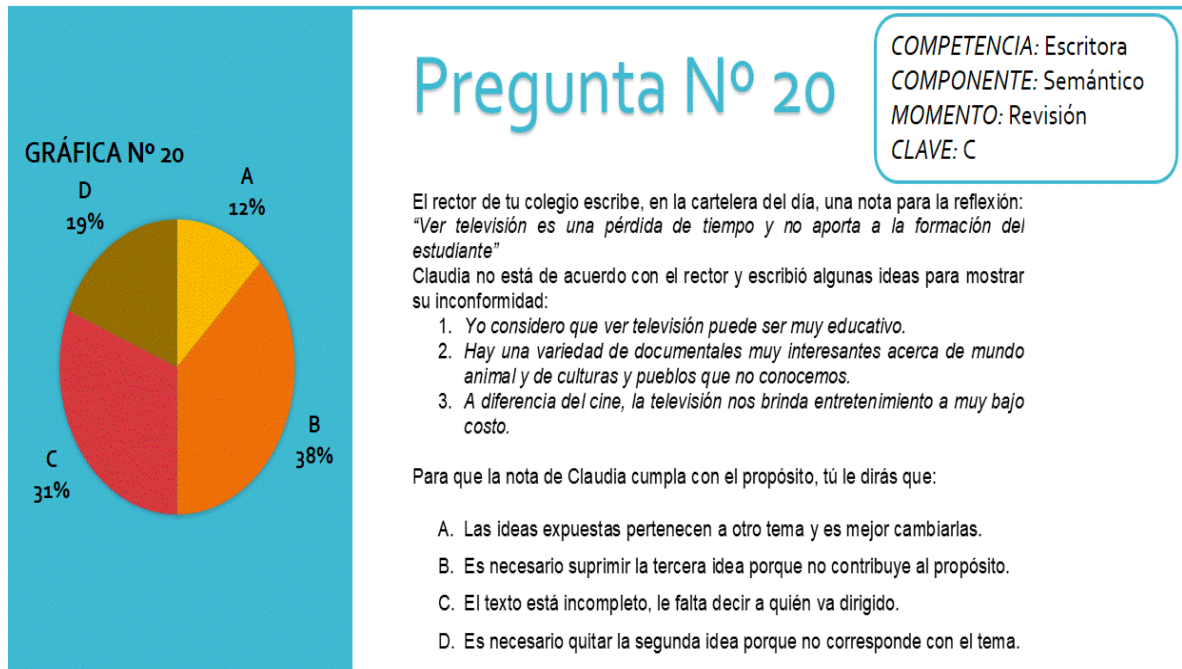 Pregunta Nº 20
COMPETENCIA: Escritora
COMPONENTE: Semántico
MOMENTO: Revisión
CLAVE: C
GRÁFICA Nº 20
D
19%
A
12%
B
38%
C
31%
El rector de tu colegio escribe, en la cartelera del día, una nota para la reflexión:
“Ver televisión es una pérdida de tiempo y no aporta a la formación del
estudiante”
Claudia no está de acuerdo con el rector y escribió algunas ideas para mostrar
su inconformidad:
1. Yo considero que ver televisión puede ser muy educativo.
2. Hay una variedad de documentales muy interesantes acerca de mundo
animal y de culturas y pueblos que no conocemos.
3. A diferencia del cine, la televisión nos brinda entretenimiento a muy bajo
costo.
Para que la nota de Claudia cumpla con el propósito, tú le dirás que:
A. Las ideas expuestas pertenecen a otro tema y es mejor cambiarlas.
B. Es necesario suprimir la tercera idea porque no contribuye al propósito.
C. El texto está incompleto, le falta decir a quién va dirigido.
D. Es necesario quitar la segunda idea porque no corresponde con el tema.